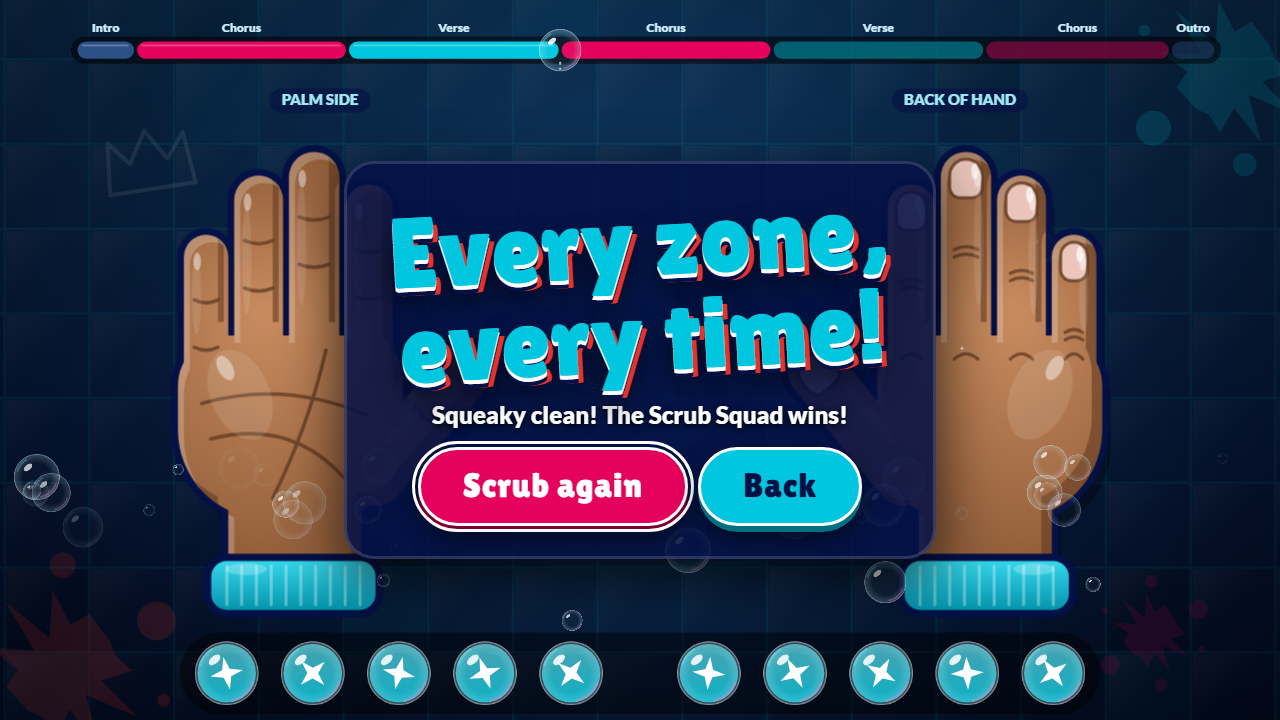 Intro Chorus Verse Chorus Verse Chorus Outro
PALM SIDE BACK OF HAND
Every zone,
every time!
Squeaky clean! The Scrub Squad wins!
Scrub again Back